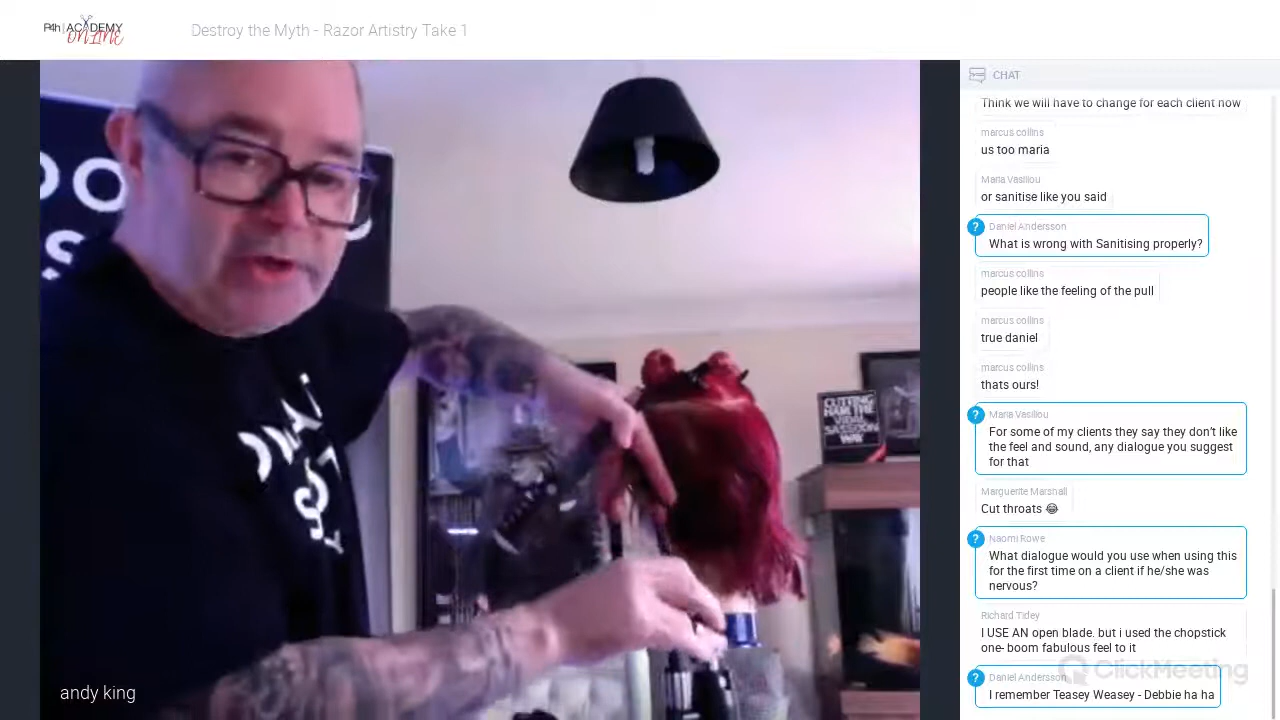 P4h ACADEMY
ONLINE
Destroy the Myth - Razor Artistry Take 1
CUTTING
HAIR THE
VIDAL
SASSOON
WAY
andy king
CHAT
Think we will have to change for each client now
marcus collins
us too maria
Maria Vasiliou
or sanitise like you said
Daniel Andersson
What is wrong with Sanitising properly?
marcus collins
people like the feeling of the pull
marcus collins
true daniel
marcus collins
thats ours!
Maria Vasiliou
For some of my clients they say they don't like
the feel and sound, any dialogue you suggest
for that
Marguerite Marshall
Cut throats 😂
Naomi Rowe
What dialogue would you use when using this
for the first time on a client if he/she was
nervous?
Richard Tidey
I USE AN open blade. but i used the chopstick
one- boom fabulous feel to it
ClickMeeting
Daniel Andersson
I remember Teasey Weasey - Debbie ha ha